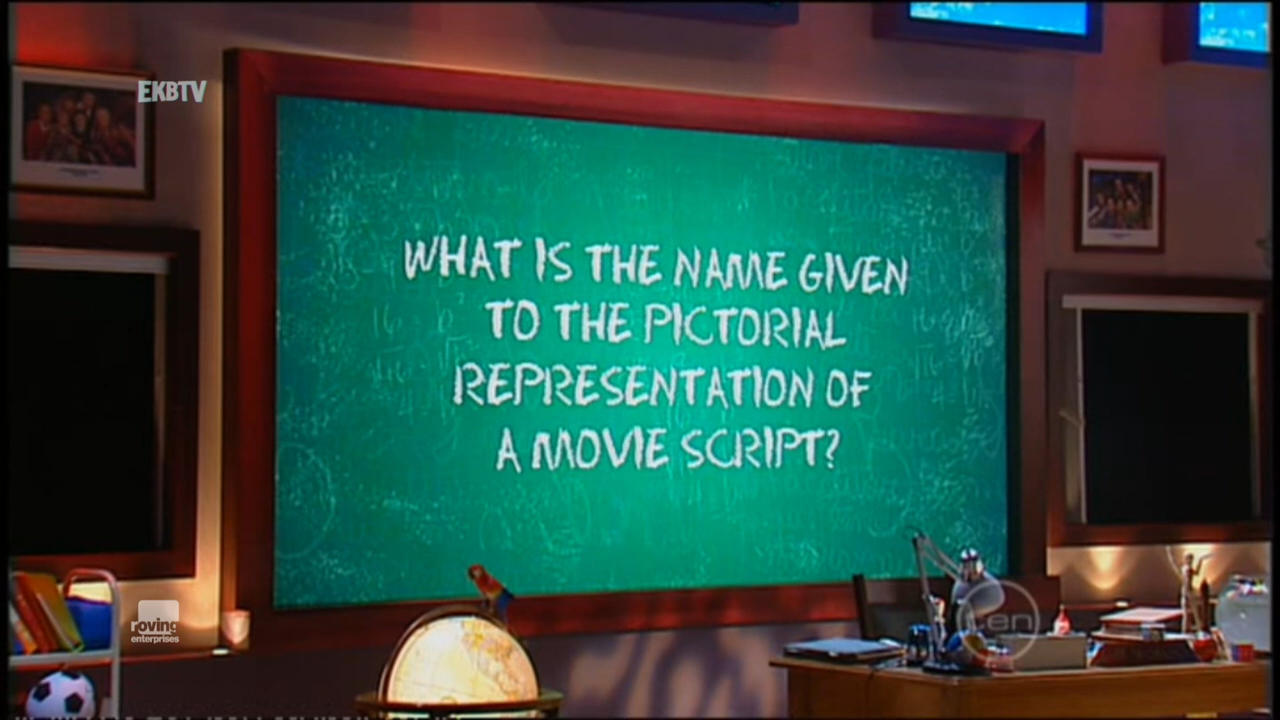 EKBTV
WHAT IS THE NAME GIVEN
TO THE PICTORIAL
REPRESENTATION OF
A MOVIE SCRIPT?
roving
enterprises
ten